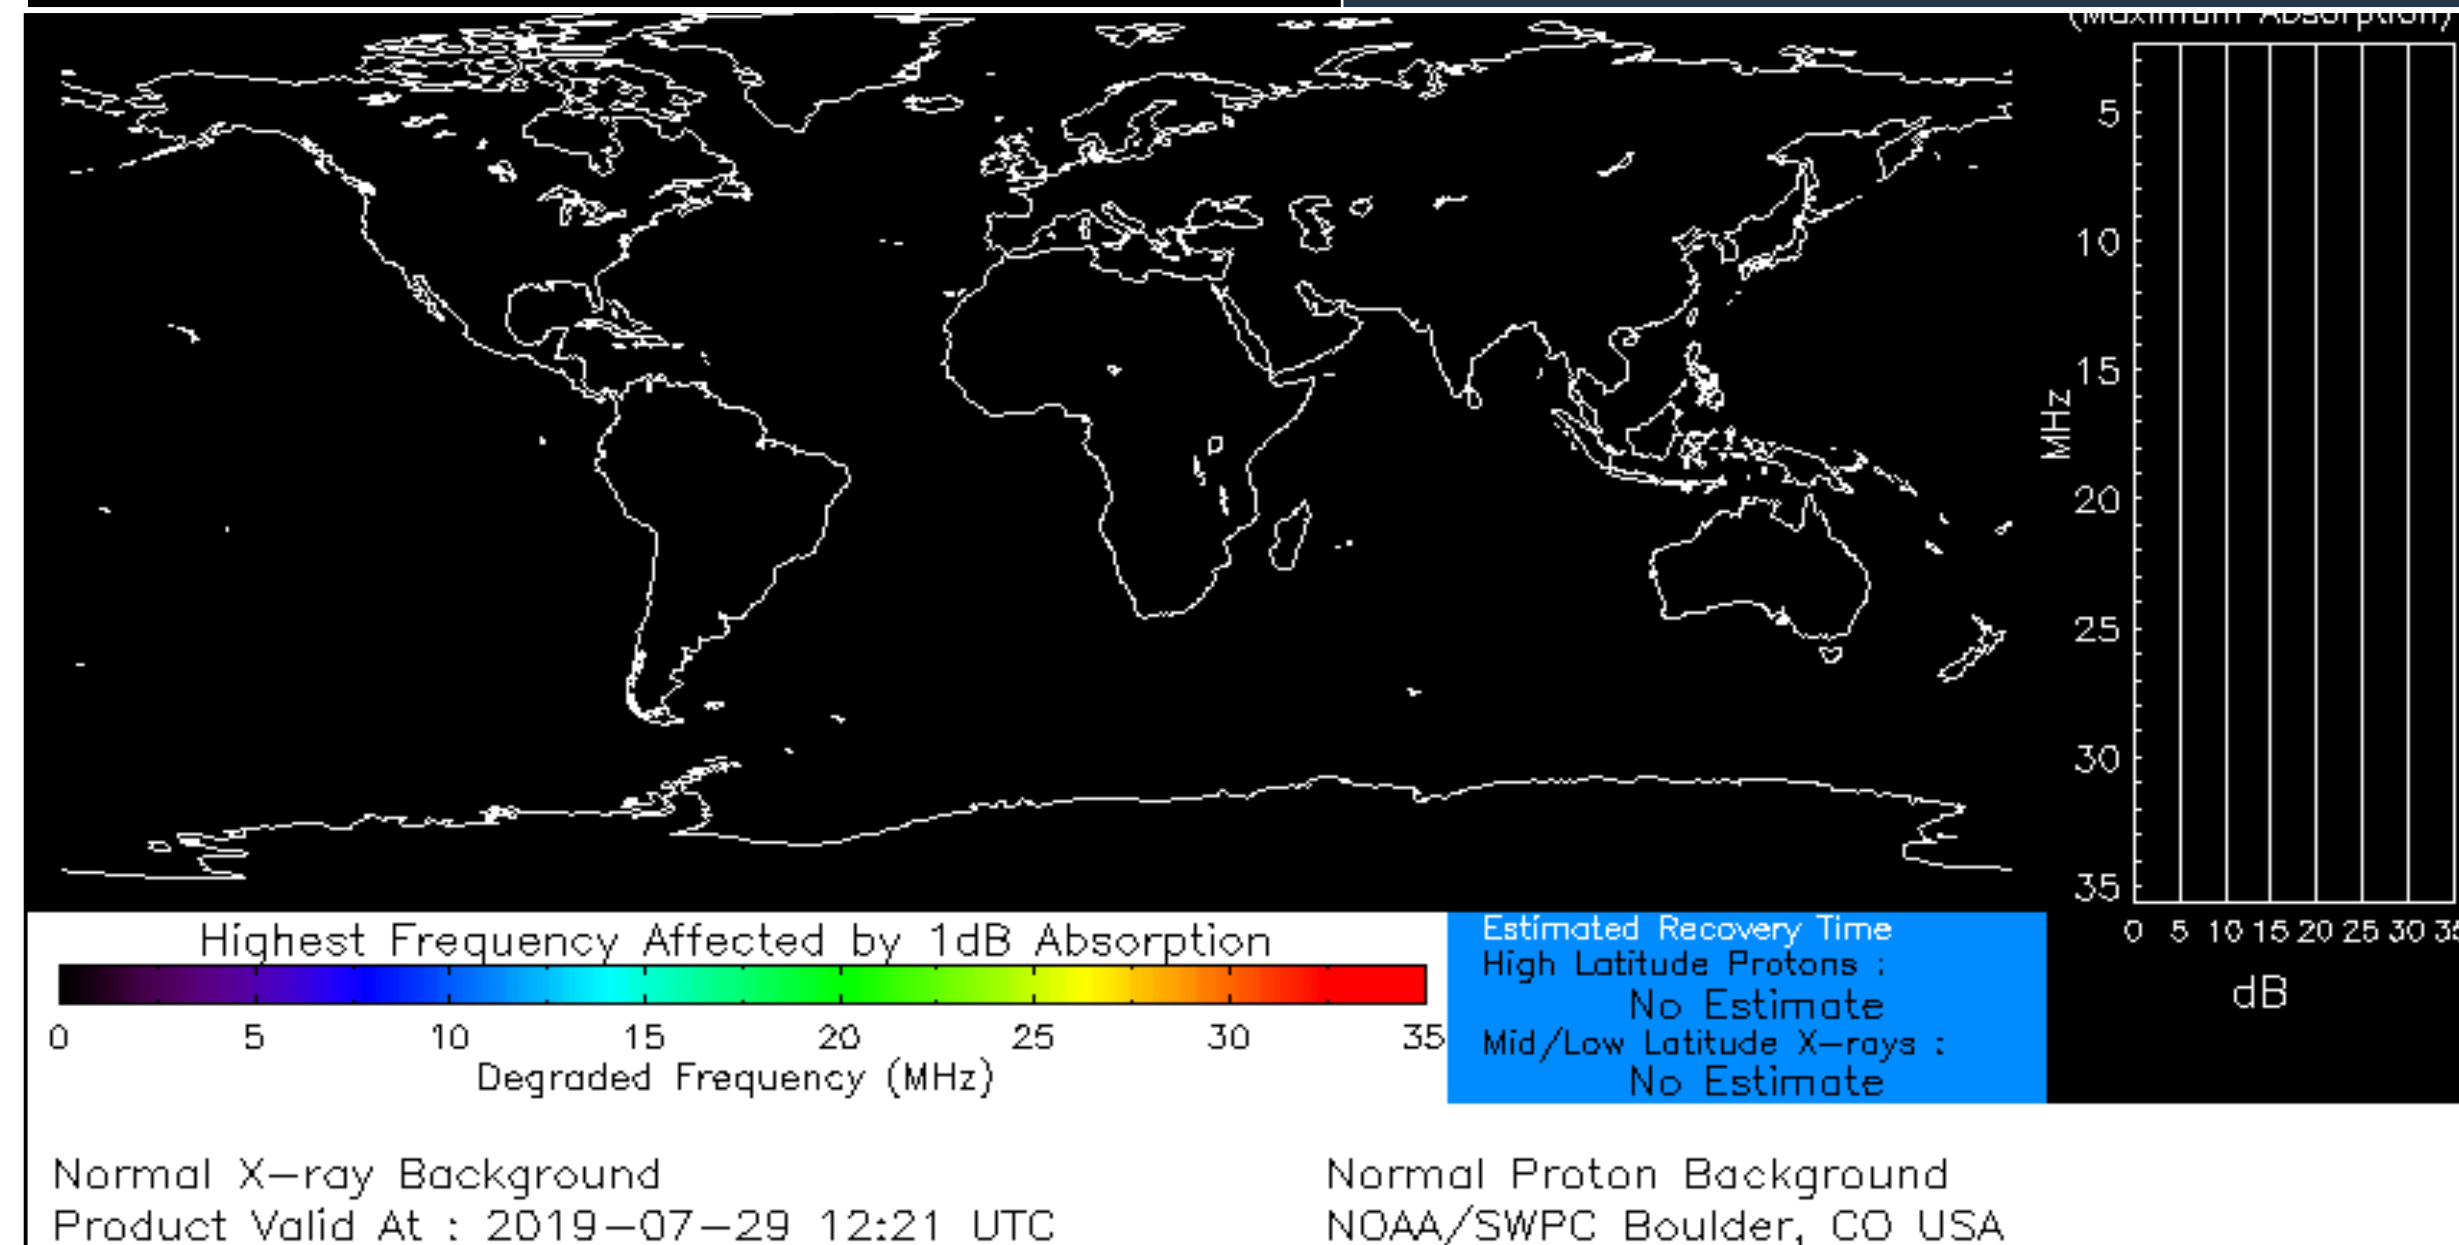 (Maximum Absorption)
5
10
15
20
25
30
35
MHz
0 5 10 15 20 25 30 35
dB
Highest Frequency Affected by 1dB Absorption
0 5 10 15 20 25 30 35
Degraded Frequency (MHz)
Estimated Recovery Time
High Latitude Protons :
No Estimate
Mid/Low Latitude X-rays :
No Estimate
Normal X-ray Background
Product Valid At : 2019-07-29 12:21 UTC
Normal Proton Background
NOAA/SWPC Boulder, CO USA